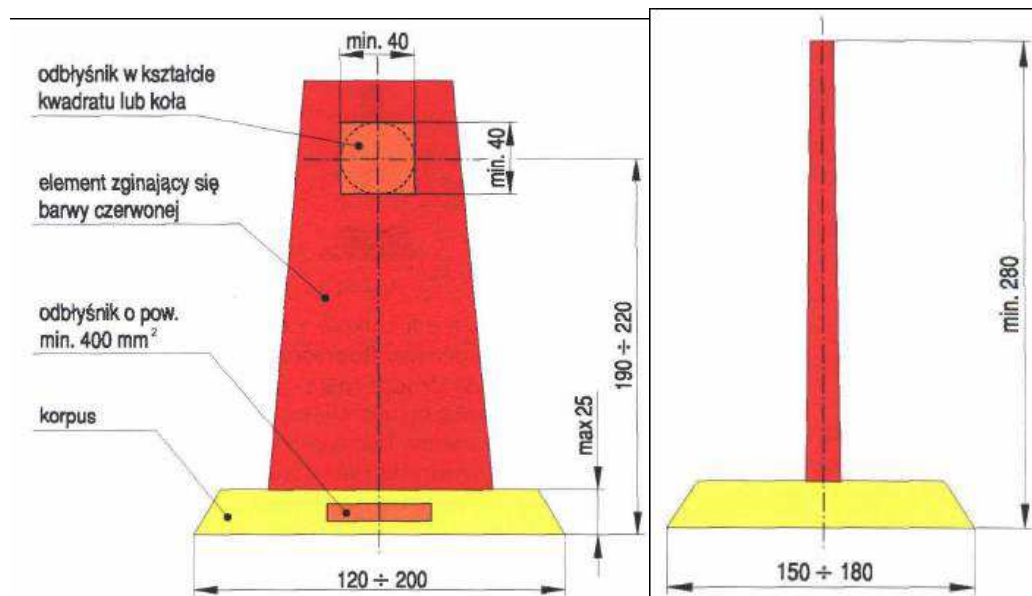 min. 40
odbłyśnik w kształcie
kwadratu lub koła
min. 40
element zginający się
barwy czerwonej
odbłyśnik o pow.
min. 400 mm²
190 ÷ 220
max 25
korpus
120 ÷ 200
min. 280
150 ÷ 180